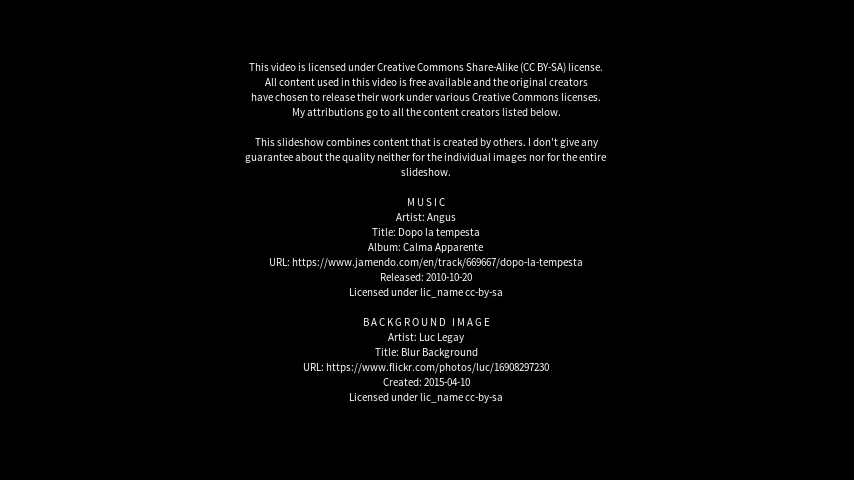 This video is licensed under Creative Commons Share-Alike (CC BY-SA) license.
All content used in this video is free available and the original creators
have chosen to release their work under various Creative Commons licenses.
My attributions go to all the content creators listed below.
This slideshow combines content that is created by others. I don't give any
guarantee about the quality neither for the individual images nor for the entire
slideshow.
MUSIC
Artist: Angus
Title: Dopo la tempesta
Album: Calma Apparente
URL: https://www.jamendo.com/en/track/669667/dopo-la-tempesta
Released: 2010-10-20
Licensed under lic_name cc-by-sa
BACKGROUND IMAGE
Artist: Luc Legay
Title: Blur Background
URL: https://www.flickr.com/photos/luc/16908297230
Created: 2015-04-10
Licensed under lic_name cc-by-sa